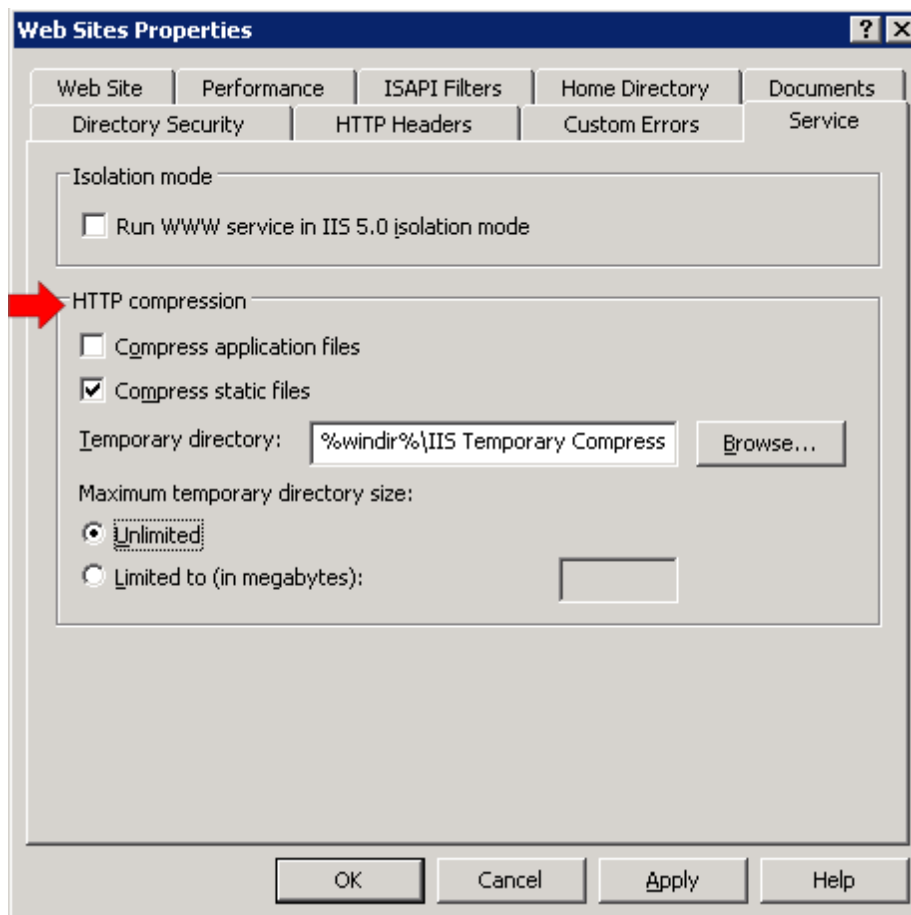 Web Sites Properties
Web Site Performance ISAPI Filters Home Directory Documents
Directory Security HTTP Headers Custom Errors Service
Isolation mode
Run WWW service in IIS 5.0 isolation mode
HTTP compression
Compress application files
Compress static files
Temporary directory: %windir%\IIS Temporary Compress Browse...
Maximum temporary directory size:
Unlimited
Limited to (in megabytes):
OK Cancel Apply Help